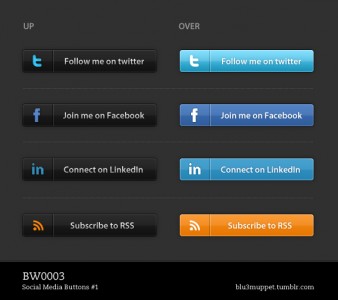 UP OVER
t Follow me on twitter t Follow me on twitter
f Join me on Facebook f Join me on Facebook
in Connect on LinkedIn in Connect on LinkedIn
Subscribe to RSS Subscribe to RSS
BW0003
Social Media Buttons #1 blu3muppet.tumblr.com